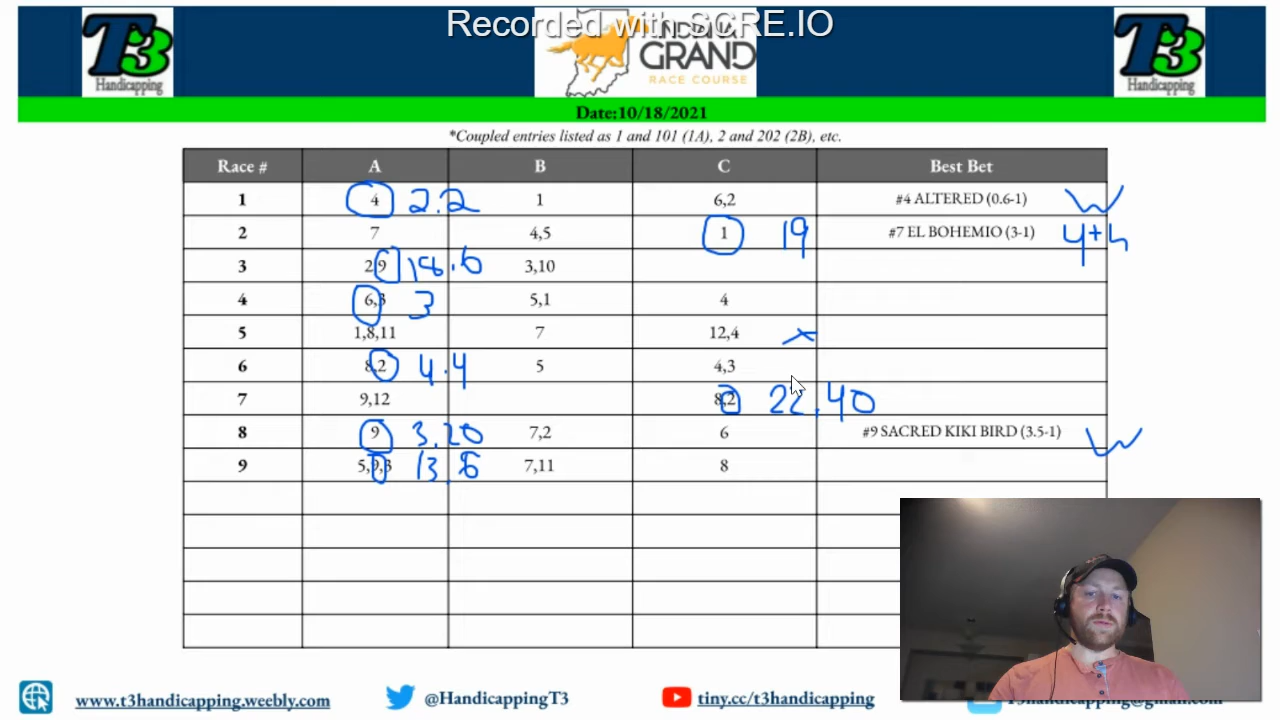 Recorded with SCRE.IO
T3
Handicapping
INDIANA
GRAND
RACE COURSE
T3
Handicapping
Date:10/18/2021
*Coupled entries listed as 1 and 101 (1A), 2 and 202 (2B), etc.
Race # A B C Best Bet
1 4 2.2 1 6,2 #4 ALTERED (0.6-1) W
2 7 4,5 1 19 #7 EL BOHEMIO (3-1) 4th
3 2,9 18.6 3,10
4 6,3 3 5,1 4
5 1,8,11 7 12,4 X
6 8,2 4.4 5 4,3
7 9,12 8,2 22.40
8 9 3.20 7,2 6 #9 SACRED KIKI BIRD (3.5-1) W
9 5,9,3 13.6 7,11 8
www.t3handicapping.weebly.com @HandicappingT3 tiny.cc/t3handicapping T3handicapping@gmail.com